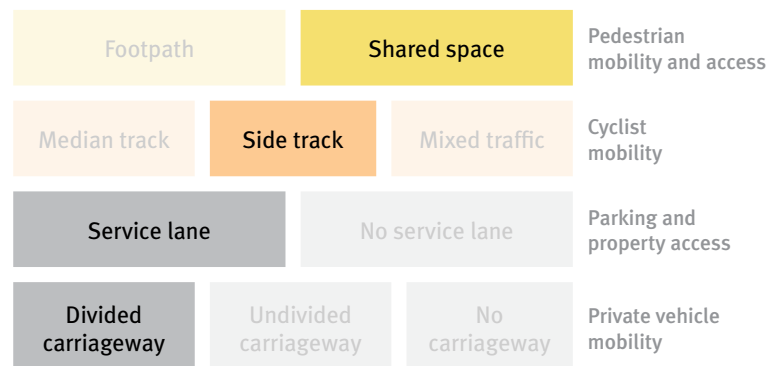 Footpath
Shared space
Pedestrian
mobility and access
Median track
Side track
Mixed traffic
Cyclist
mobility
Service lane
No service lane
Parking and
property access
Divided
carriageway
Undivided
carriageway
No
carriageway
Private vehicle
mobility